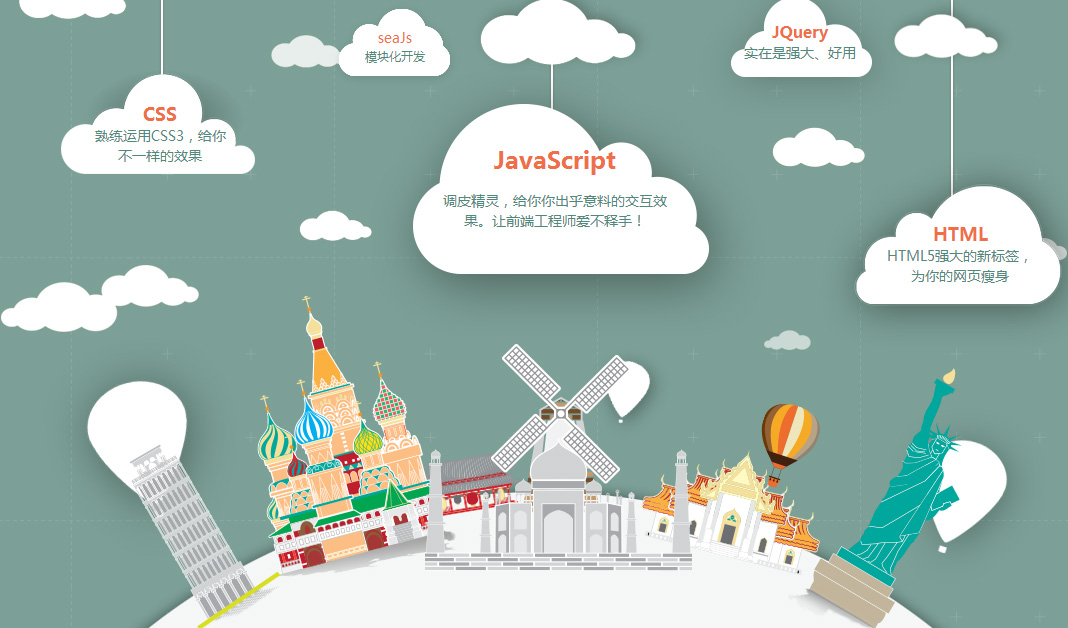 seaJs
模块化开发
JQuery
实在是强大、好用
CSS
熟练运用CSS3，给你
不一样的效果
JavaScript
调皮精灵，给你你出乎意料的交互效
果。让前端工程师爱不释手！
HTML
HTML5强大的新标签，
为你的网页瘦身